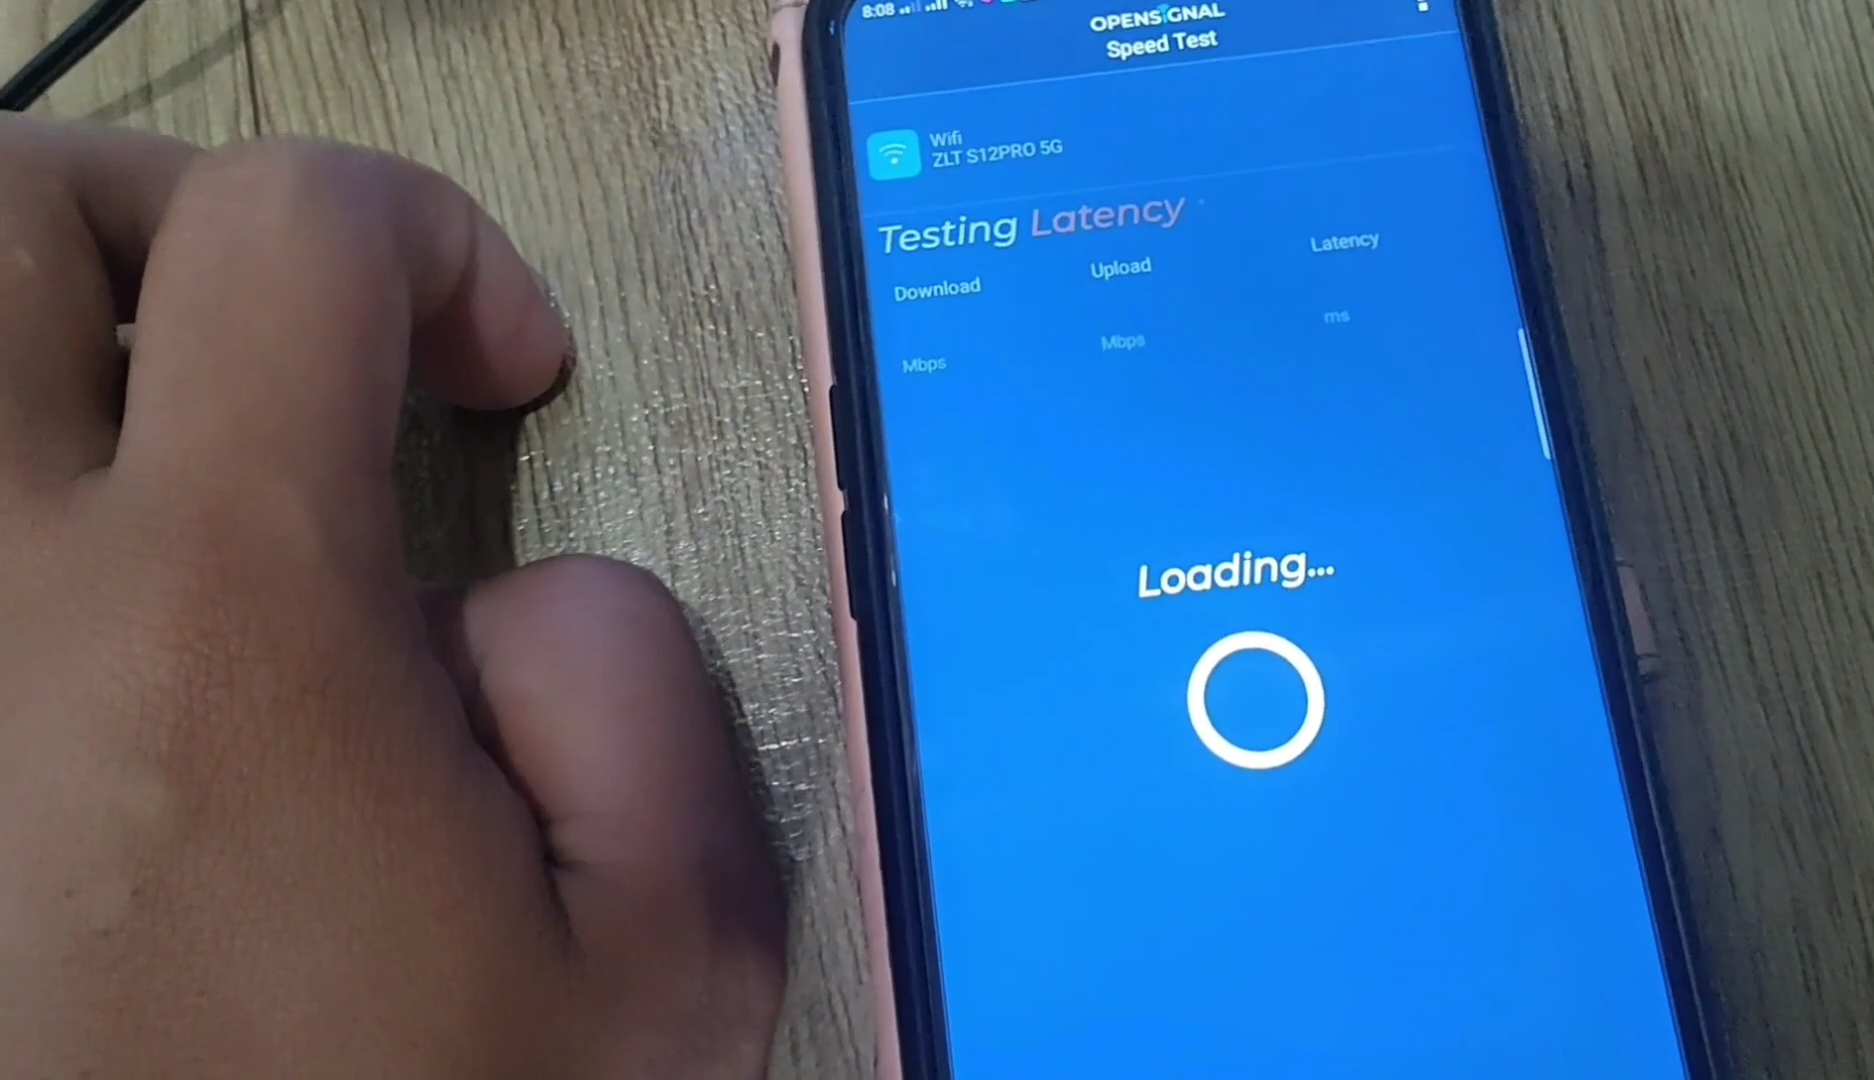 8:08
OPENSIGNAL
Speed Test
Wifi
ZLT S12PRO 5G
Testing Latency
Download
Upload
Latency
Mbps
Mbps
ms
Loading...